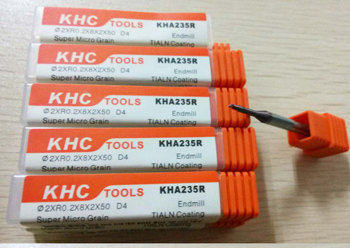 KHC TOOLS KHA235R
Endmill
Ø2XR0.2X8X2X50 D4
TIALN Coating
Super Micro Grain
KHC TOOLS KHA235R
Endmill
Ø2XR0.2X8X2X50 D4
TIALN Coating
Super Micro Grain
KHC TOOLS KHA235R
Endmill
Ø2XR0.2X8X2X50 D4
TIALN Coating
Super Micro Grain
KHC TOOLS KHA235R
Endmill
Ø2XR0.2X8X2X50 D4
TIALN Coating
Super Micro Grain
KHC TOOLS KHA235R
Endmill
Ø2XR0.2X8X2X50 D4
TIALN Coating
Super Micro Grain